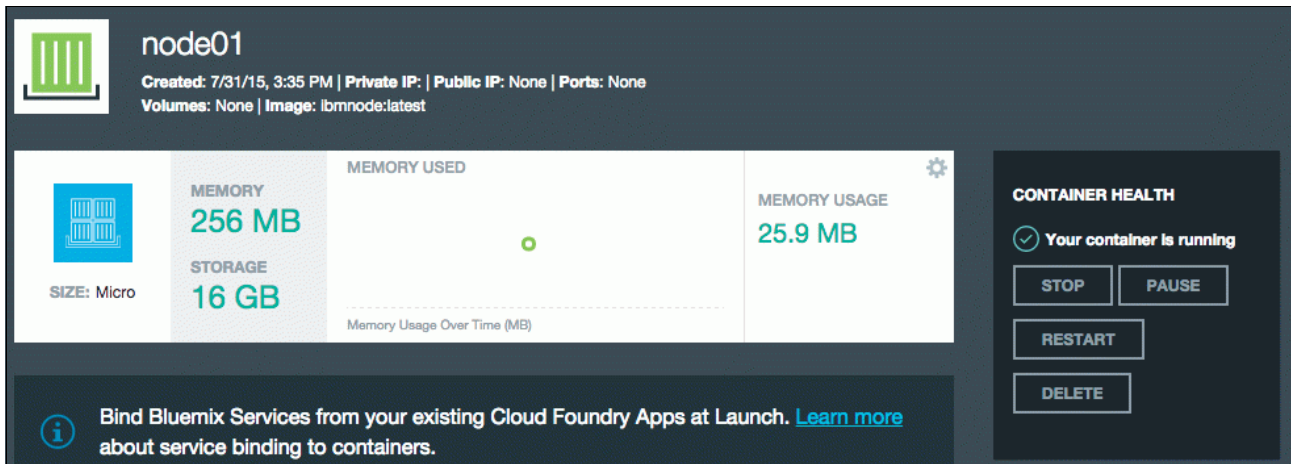 node01
Created: 7/31/15, 3:35 PM | Private IP: | Public IP: None | Ports: None
Volumes: None | Image: ibmnode:latest
SIZE: Micro
MEMORY
256 MB
STORAGE
16 GB
MEMORY USED
Memory Usage Over Time (MB)
MEMORY USAGE
25.9 MB
CONTAINER HEALTH
Your container is running
STOP PAUSE
RESTART
DELETE
Bind Bluemix Services from your existing Cloud Foundry Apps at Launch. Learn more
about service binding to containers.